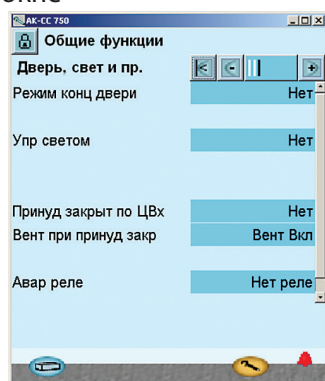 AK-CC 750
Общие функции
Дверь, свет и пр.
Режим конц двери Нет
Упр светом Нет
Принуд закрыт по ЦВх Нет
Вент при принуд закр Вент Вкл
Авар реле Нет реле